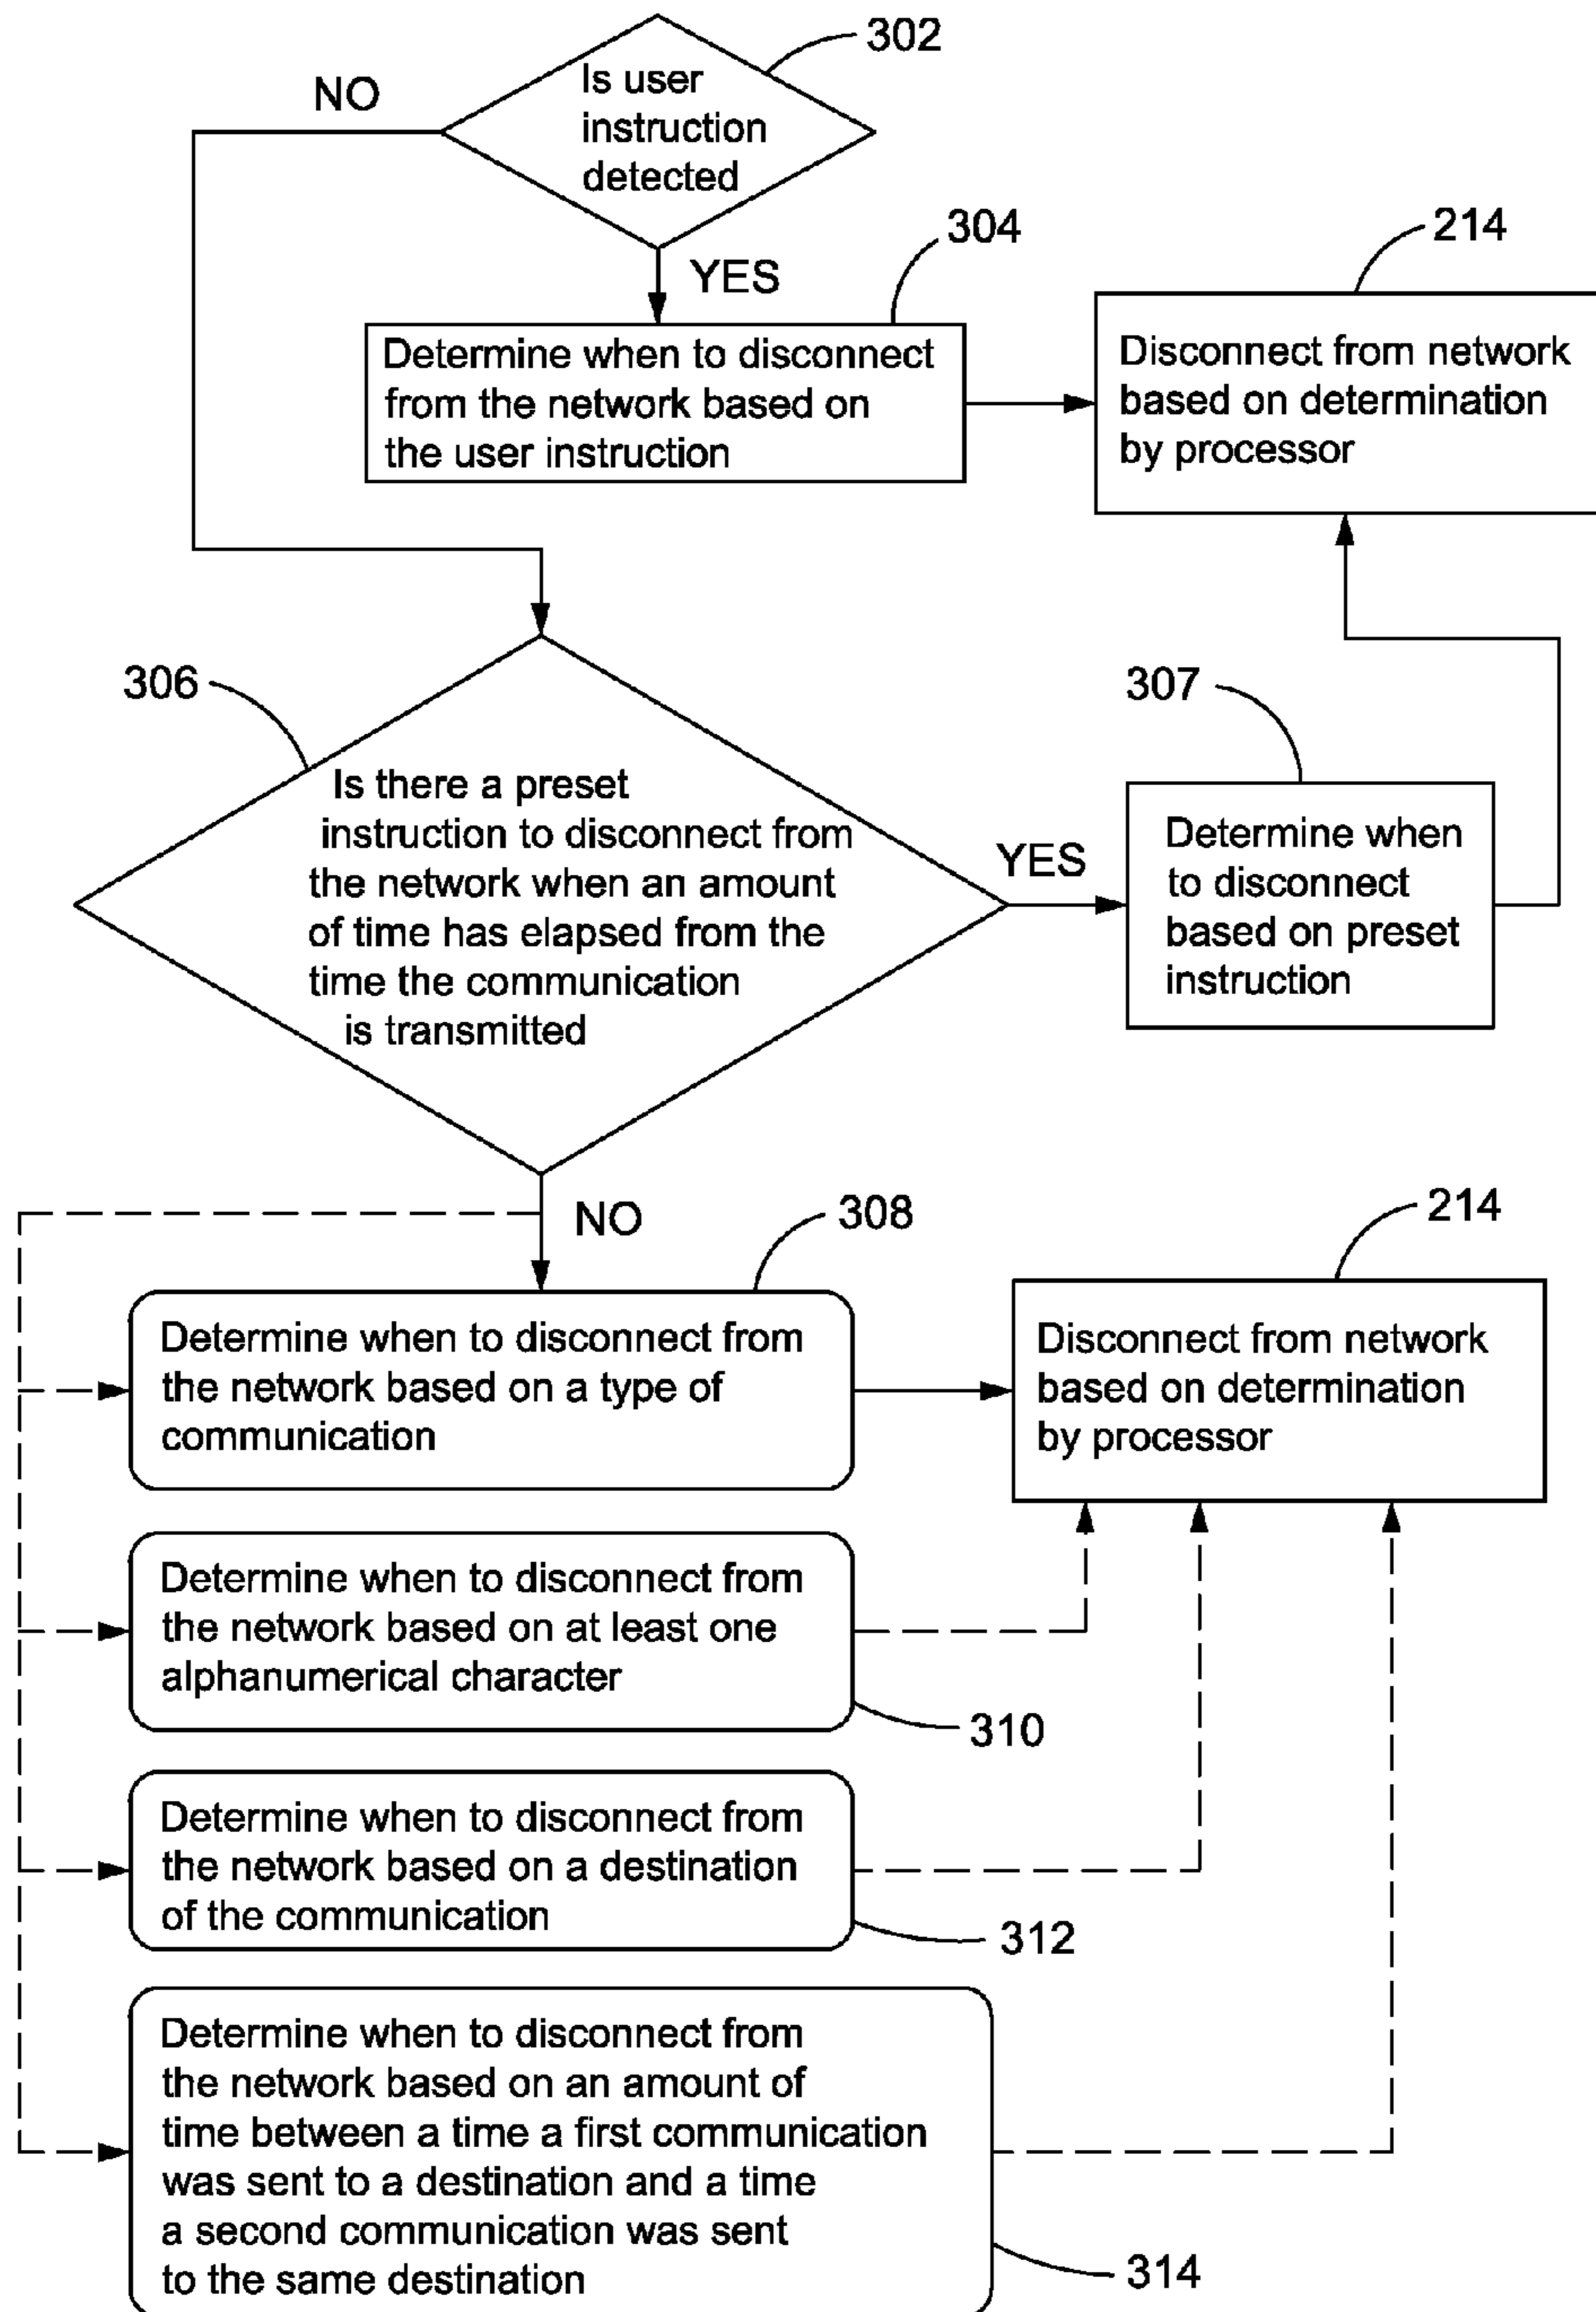 302
Is user
instruction
detected
NO
YES
304
Determine when to disconnect
from the network based on
the user instruction
214
Disconnect from network
based on determination
by processor
306
Is there a preset
instruction to disconnect from
the network when an amount
of time has elapsed from the
time the communication
is transmitted
YES
307
Determine when
to disconnect
based on preset
instruction
NO
308
Determine when to disconnect from
the network based on a type of
communication
214
Disconnect from network
based on determination
by processor
Determine when to disconnect from
the network based on at least one
alphanumerical character
310
Determine when to disconnect from
the network based on a destination
of the communication
312
Determine when to disconnect from
the network based on an amount of
time between a time a first communication
was sent to a destination and a time
a second communication was sent
to the same destination
314